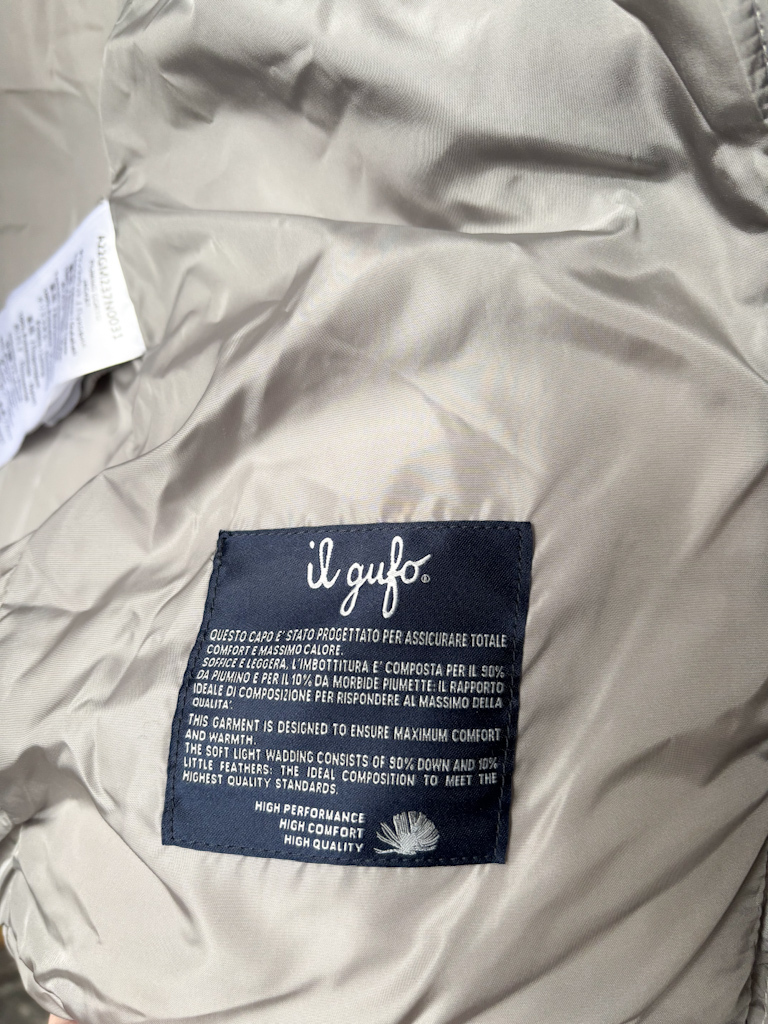 A22GM237N0031
il gufo®
QUESTO CAPO E' STATO PROGETTATO PER ASSICURARE TOTALE
COMFORT E MASSIMO CALORE.
SOFFICE E LEGGERA, L'IMBOTTITURA E' COMPOSTA PER IL 90%
DA PIUMINO E PER IL 10% DA MORBIDE PIUMETTE: IL RAPPORTO
IDEALE DI COMPOSIZIONE PER RISPONDERE AL MASSIMO DELLA
QUALITA'.
THIS GARMENT IS DESIGNED TO ENSURE MAXIMUM COMFORT
AND WARMTH.
THE SOFT LIGHT WADDING CONSISTS OF 90% DOWN AND 10%
LITTLE FEATHERS: THE IDEAL COMPOSITION TO MEET THE
HIGHEST QUALITY STANDARDS.
HIGH PERFORMANCE
HIGH COMFORT
HIGH QUALITY